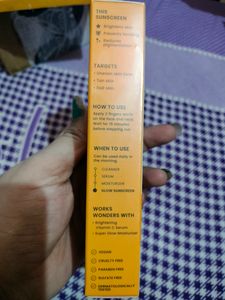 THIS
SUNSCREEN
Brightens skin
Prevents tanning
Reduces
pigmentation
TARGETS
Uneven skin tone
Tan skin
Dull skin
HOW TO USE
Apply 2 fingers worth
on the face and neck
Wait for 15 minutes
before stepping out
WHEN TO USE
Can be used daily in
the morning.
CLEANSER
SERUM
MOISTURISER
GLOW SUNSCREEN
WORKS
WONDERS WITH
Brightening
Vitamin C Serum
Super Glow Moisturiser
VEGAN
CRUELTY FREE
PARABEN FREE
SULFATE FREE
DERMATOLOGICALLY
TESTED